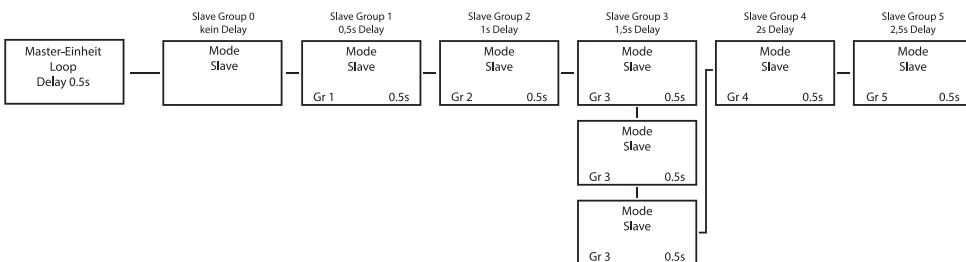 Slave Group 0
kein Delay
Slave Group 1
0,5s Delay
Slave Group 2
1s Delay
Slave Group 3
1,5s Delay
Slave Group 4
2s Delay
Slave Group 5
2,5s Delay
Master-Einheit
Loop
Delay 0.5s
Mode
Slave
Mode
Slave
Gr 1 0.5s
Mode
Slave
Gr 2 0.5s
Mode
Slave
Gr 3 0.5s
Mode
Slave
Gr 4 0.5s
Mode
Slave
Gr 5 0.5s
Mode
Slave
Gr 3 0.5s
Mode
Slave
Gr 3 0.5s